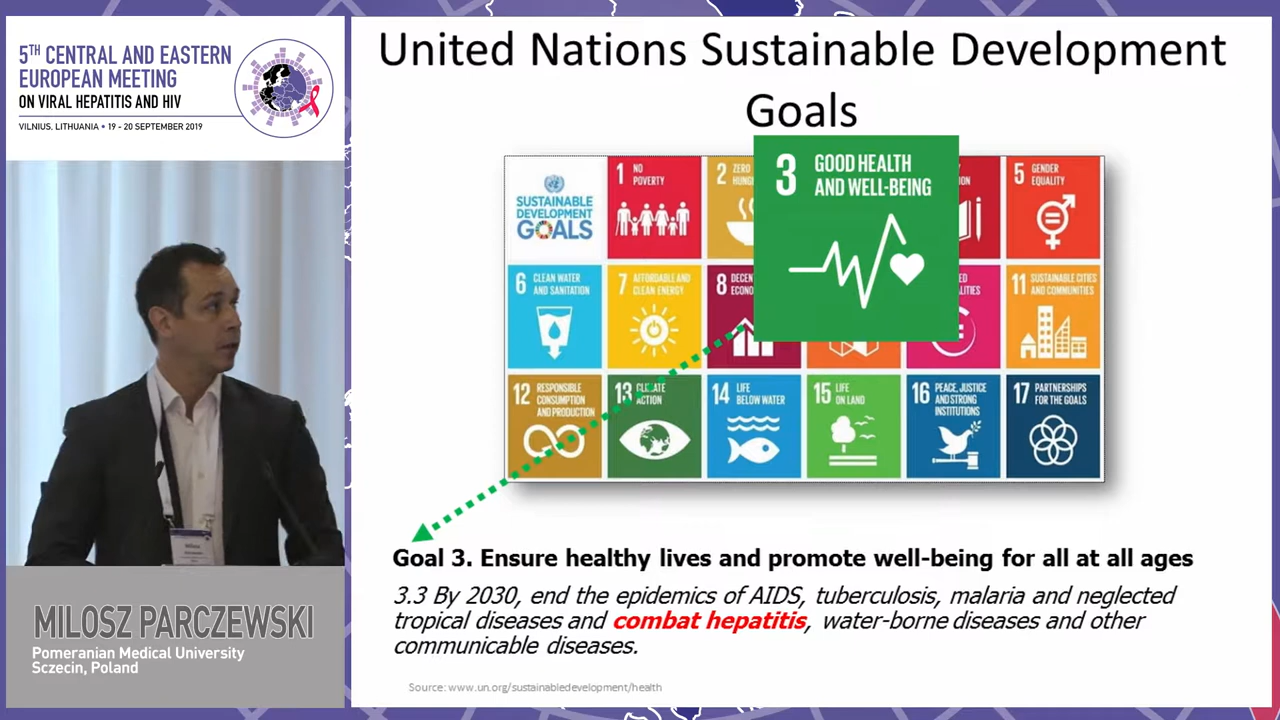 5TH CENTRAL AND EASTERN
EUROPEAN MEETING
ON VIRAL HEPATITIS AND HIV
VILNIUS, LITHUANIA • 19 - 20 SEPTEMBER 2019
MILOSZ PARCZEWSKI
Pomeranian Medical University
Szczecin, Poland
United Nations Sustainable Development
Goals
SUSTAINABLE
DEVELOPMENT
GOALS
1 NO
POVERTY
2 ZERO
3 GOOD HEALTH
AND WELL-BEING
5 GENDER
EQUALITY
6 CLEAN WATER
AND SANITATION
7 AFFORDABLE AND
CLEAN ENERGY
8
11 SUSTAINABLE CITIES
AND COMMUNITIES
12 RESPONSIBLE
CONSUMPTION
AND PRODUCTION
13 CLIMATE
ACTION
14 LIFE
BELOW WATER
15 LIFE
ON LAND
16 PEACE, JUSTICE
AND STRONG
INSTITUTIONS
17 PARTNERSHIPS
FOR THE GOALS
Goal 3. Ensure healthy lives and promote well-being for all at all ages
3.3 By 2030, end the epidemics of AIDS, tuberculosis, malaria and neglected
tropical diseases and combat hepatitis, water-borne diseases and other
communicable diseases.
Source: www.un.org/sustainabledevelopment/health